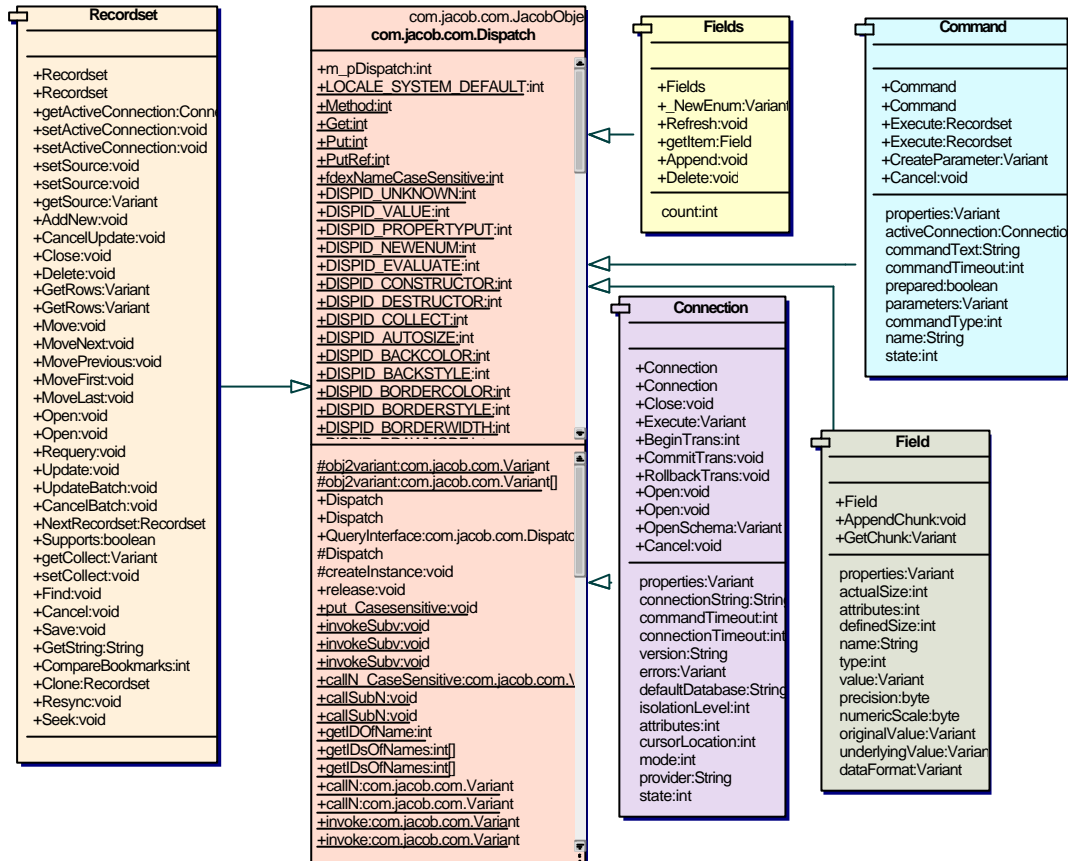 Recordset
+Recordset
+Recordset
+getActiveConnection:Conn
+setActiveConnection:void
+setActiveConnection:void
+setSource:void
+setSource:void
+getSource:Variant
+AddNew:void
+CancelUpdate:void
+Close:void
+Delete:void
+GetRows:Variant
+GetRows:Variant
+Move:void
+MoveNext:void
+MovePrevious:void
+MoveFirst:void
+MoveLast:void
+Open:void
+Open:void
+Requery:void
+Update:void
+UpdateBatch:void
+CancelBatch:void
+NextRecordset:Recordset
+Supports:boolean
+getCollect:Variant
+setCollect:void
+Find:void
+Cancel:void
+Save:void
+GetString:String
+CompareBookmarks:int
+Clone:Recordset
+Resync:void
+Seek:void
com.jacob.com.JacobObje
com.jacob.com.Dispatch
+m_pDispatch:int
+LOCALE_SYSTEM_DEFAULT:int
+Method:int
+Get:int
+Put:int
+PutRef:int
+fdexNameCaseSensitive:int
+DISPID_UNKNOWN:int
+DISPID_VALUE:int
+DISPID_PROPERTYPUT:int
+DISPID_NEWENUM:int
+DISPID_EVALUATE:int
+DISPID_CONSTRUCTOR:int
+DISPID_DESTRUCTOR:int
+DISPID_COLLECT:int
+DISPID_AUTOSIZE:int
+DISPID_BACKCOLOR:int
+DISPID_BACKSTYLE:int
+DISPID_BORDERCOLOR:int
+DISPID_BORDERSTYLE:int
+DISPID_BORDERWIDTH:int
#obj2variant:com.jacob.com.Variant
#obj2variant:com.jacob.com.Variant[]
+Dispatch
+Dispatch
+QueryInterface:com.jacob.com.Dispatc
#Dispatch
#createInstance:void
+release:void
+put_Casesensitive:void
+invokeSubv:void
+invokeSubv:void
+invokeSubv:void
+callN_CaseSensitive:com.jacob.com.V
+callSubN:void
+callSubN:void
+getIDOfName:int
+getIDsOfNames:int[]
+getIDsOfNames:int[]
+callN:com.jacob.com.Variant
+callN:com.jacob.com.Variant
+invoke:com.jacob.com.Variant
+invoke:com.jacob.com.Variant
Fields
+Fields
+_NewEnum:Variant
+Refresh:void
+getItem:Field
+Append:void
+Delete:void
count:int
Command
+Command
+Command
+Execute:Recordset
+Execute:Recordset
+CreateParameter:Variant
+Cancel:void
properties:Variant
activeConnection:Connectio
commandText:String
commandTimeout:int
prepared:boolean
parameters:Variant
commandType:int
name:String
state:int
Connection
+Connection
+Connection
+Close:void
+Execute:Variant
+BeginTrans:int
+CommitTrans:void
+RollbackTrans:void
+Open:void
+Open:void
+OpenSchema:Variant
+Cancel:void
properties:Variant
connectionString:String
commandTimeout:int
connectionTimeout:int
version:String
errors:Variant
defaultDatabase:String
isolationLevel:int
attributes:int
cursorLocation:int
mode:int
provider:String
state:int
Field
+Field
+AppendChunk:void
+GetChunk:Variant
properties:Variant
actualSize:int
attributes:int
definedSize:int
name:String
type:int
value:Variant
precision:byte
numericScale:byte
originalValue:Variant
underlyingValue:Varian
dataFormat:Variant